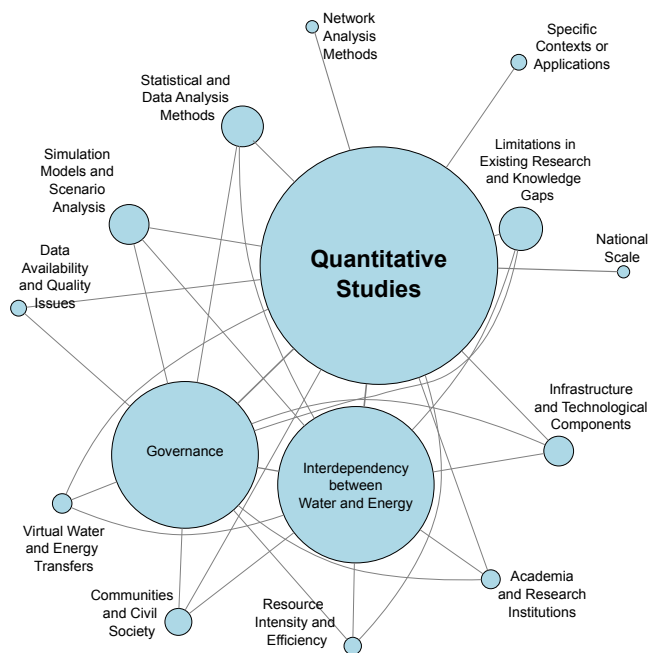 Network
Analysis
Methods
Specific
Contexts or
Applications
Statistical and
Data Analysis
Methods
Limitations in
Existing Research
and Knowledge
Gaps
Simulation
Models and
Scenario
Analysis
National
Scale
Data
Availability
and Quality
Issues
Quantitative
Studies
Infrastructure
and Technological
Components
Governance
Interdependency
between
Water and Energy
Virtual Water
and Energy
Transfers
Communities
and Civil
Society
Resource
Intensity and
Efficiency
Academia
and Research
Institutions